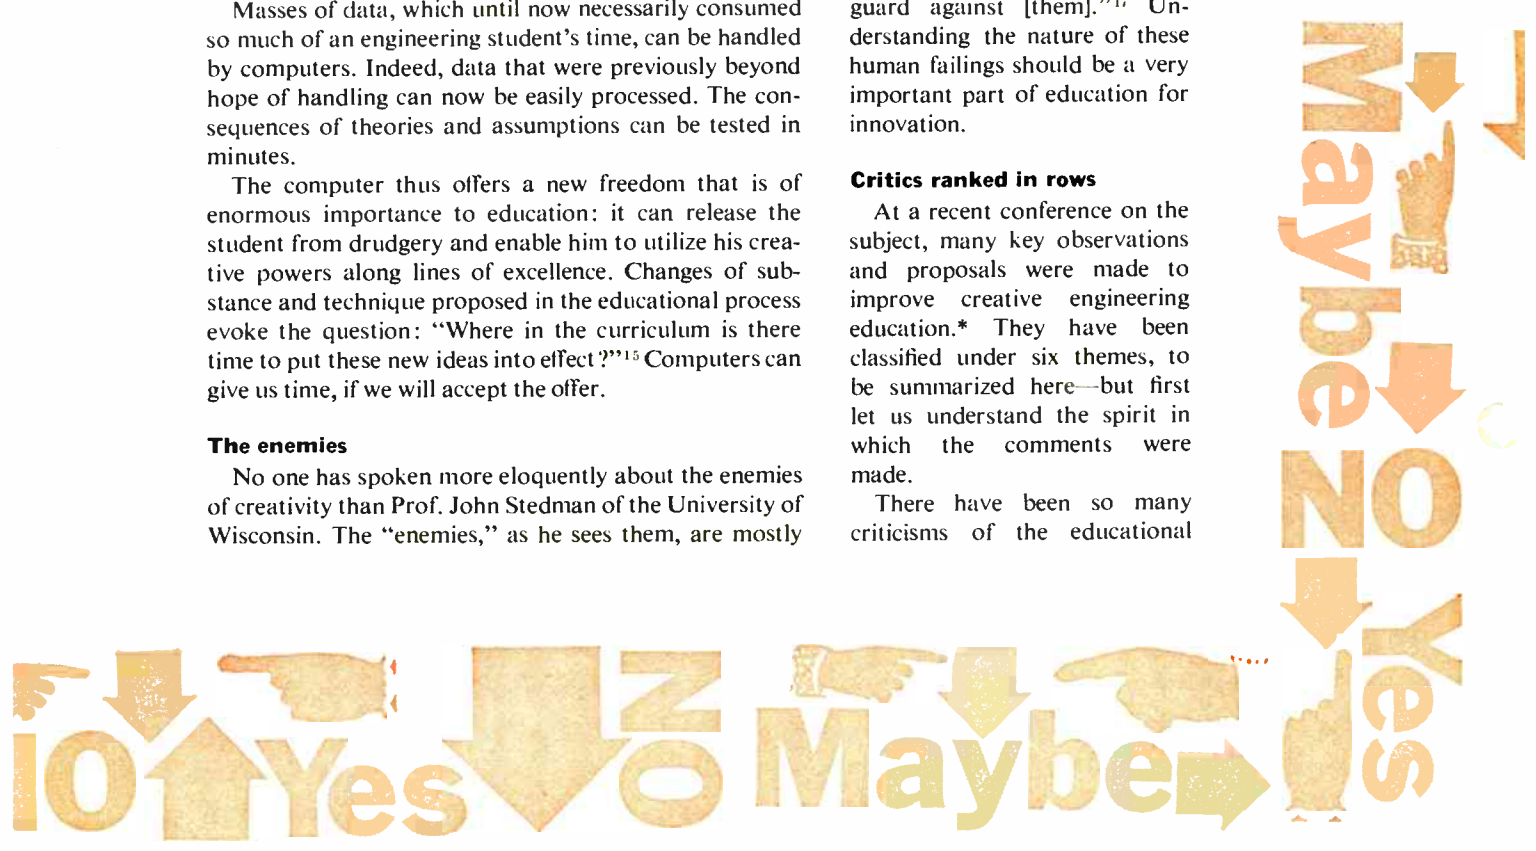 Masses of data, which until now necessarily consumed
so much of an engineering student's time, can be handled
by computers. Indeed, data that were previously beyond
hope of handling can now be easily processed. The con-
sequences of theories and assumptions can be tested in
minutes.
The computer thus offers a new freedom that is of
enormous importance to education: it can release the
student from drudgery and enable him to utilize his crea-
tive powers along lines of excellence. Changes of sub-
stance and technique proposed in the educational process
evoke the question: “Where in the curriculum is there
time to put these new ideas into effect?”¹⁵ Computers can
give us time, if we will accept the offer.
The enemies
No one has spoken more eloquently about the enemies
of creativity than Prof. John Stedman of the University of
Wisconsin. The “enemies,” as he sees them, are mostly
guard against [them].” Un-
derstanding the nature of these
human failings should be a very
important part of education for
innovation.
Critics ranked in rows
At a recent conference on the
subject, many key observations
and proposals were made to
improve creative engineering
education.* They have been
classified under six themes, to
be summarized here—but first
let us understand the spirit in
which the comments were
made.
There have been so many
criticisms of the educational
Maybe
NO
Yes
O
Yes
NO
Maybe